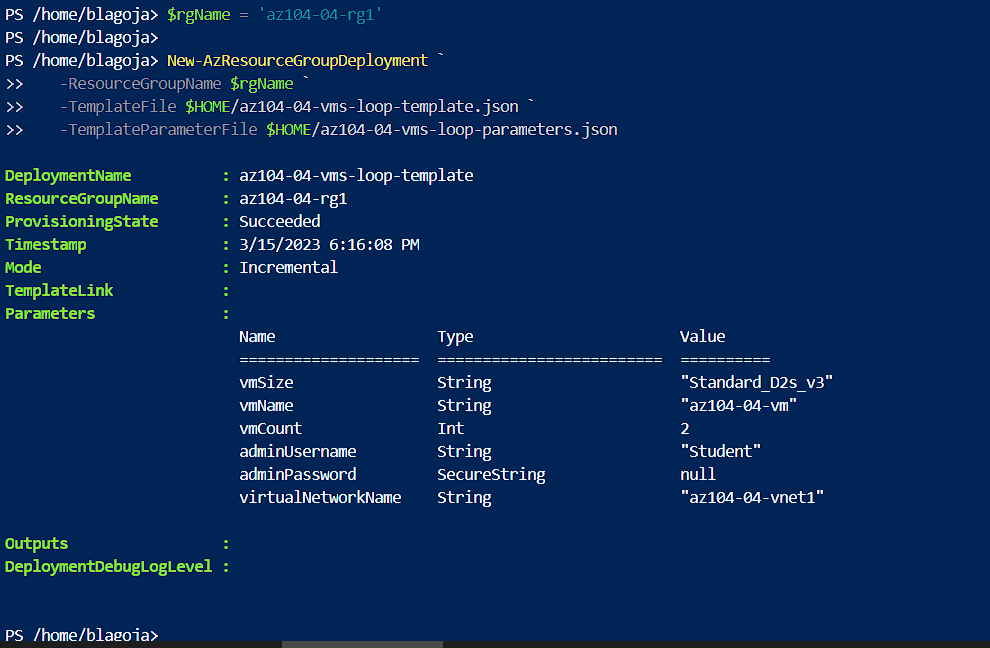 PS /home/blagoja> $rgName = 'az104-04-rg1'
PS /home/blagoja>
PS /home/blagoja> New-AzResourceGroupDeployment `
>>    -ResourceGroupName $rgName `
>>    -TemplateFile $HOME/az104-04-vms-loop-template.json `
>>    -TemplateParameterFile $HOME/az104-04-vms-loop-parameters.json
DeploymentName          : az104-04-vms-loop-template
ResourceGroupName       : az104-04-rg1
ProvisioningState       : Succeeded
Timestamp               : 3/15/2023 6:16:08 PM
Mode                    : Incremental
TemplateLink            :
Parameters              :
                          Name                  Type                       Value
                          ====================  =========================  ==========
                          vmSize                String                     "Standard_D2s_v3"
                          vmName                String                     "az104-04-vm"
                          vmCount               Int                        2
                          adminUsername         String                     "Student"
                          adminPassword         SecureString               null
                          virtualNetworkName    String                     "az104-04-vnet1"
Outputs                 :
DeploymentDebugLogLevel :
PS /home/blagoja>